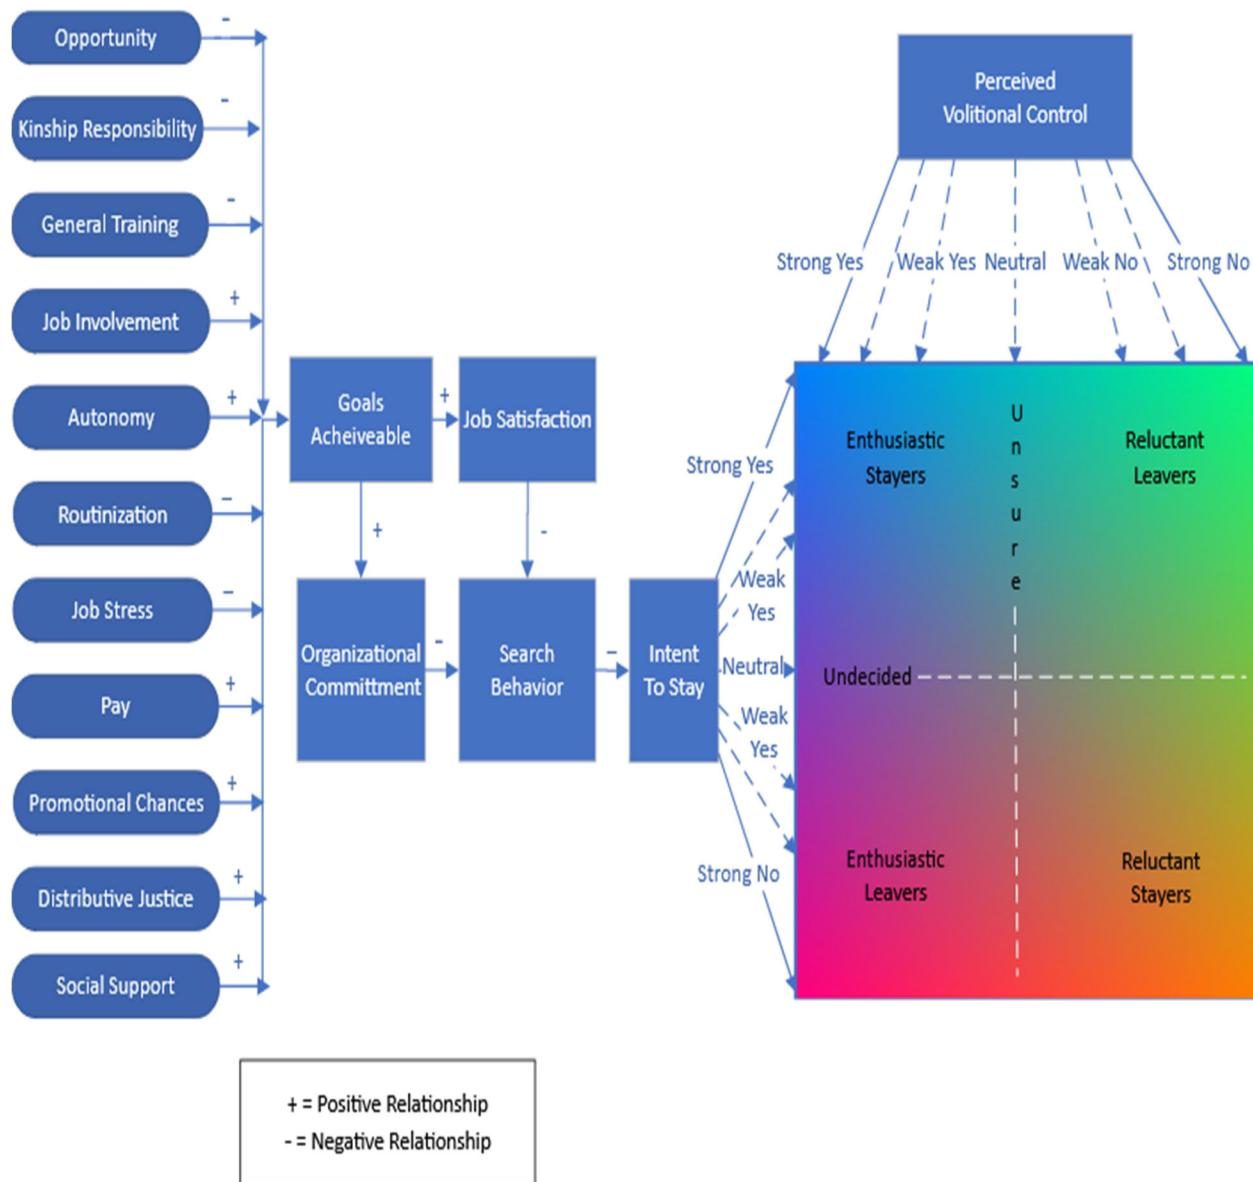 Opportunity
-
Kinship Responsibility
-
General Training
-
Job Involvement
+
Autonomy
+
Routinization
-
Job Stress
-
Pay
+
Promotional Chances
+
Distributive Justice
+
Social Support
+
Goals
Acheiveable
+
Job Satisfaction
+
-
Organizational
Committment
-
Search
Behavior
-
Intent
To Stay
Perceived
Volitional Control
Strong Yes
Weak Yes
Neutral
Weak No
Strong No
Strong Yes
Weak
Yes
Neutral
Weak
Yes
Strong No
Enthusiastic
Stayers
Unsure
Reluctant
Leavers
Undecided
Enthusiastic
Leavers
Reluctant
Stayers
+ = Positive Relationship
- = Negative Relationship